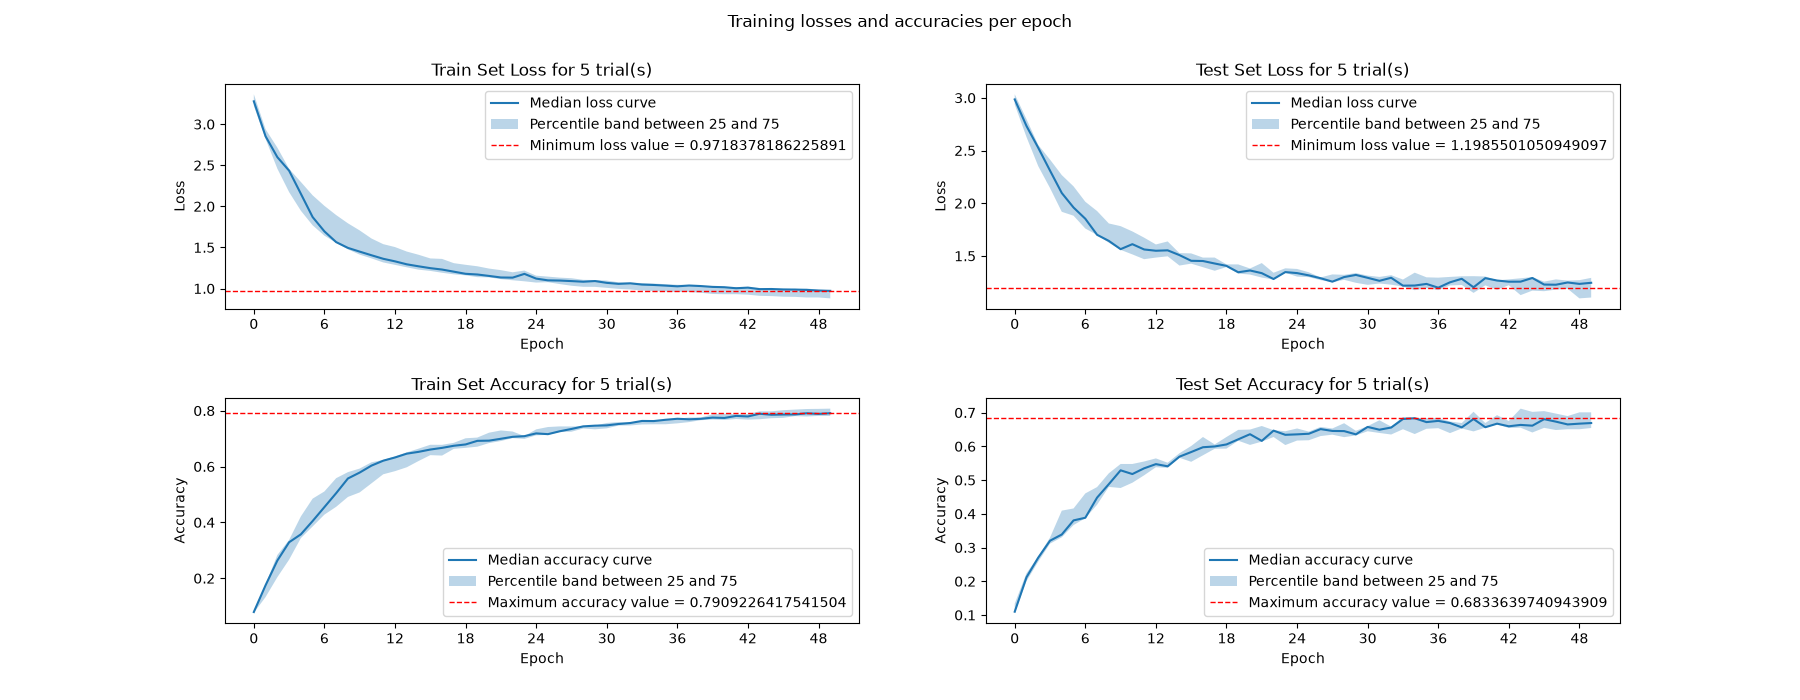 Training losses and accuracies per epoch
Train Set Loss for 5 trial(s)
Loss
3.0
2.5
2.0
1.5
1.0
Median loss curve
Percentile band between 25 and 75
Minimum loss value = 0.9718378186225891
0 6 12 18 24 30 36 42 48
Epoch
Test Set Loss for 5 trial(s)
Loss
3.0
2.5
2.0
1.5
Median loss curve
Percentile band between 25 and 75
Minimum loss value = 1.1985501050949097
0 6 12 18 24 30 36 42 48
Epoch
Train Set Accuracy for 5 trial(s)
Accuracy
0.8
0.6
0.4
0.2
Median accuracy curve
Percentile band between 25 and 75
Maximum accuracy value = 0.7909226417541504
0 6 12 18 24 30 36 42 48
Epoch
Test Set Accuracy for 5 trial(s)
Accuracy
0.7
0.6
0.5
0.4
0.3
0.2
0.1
Median accuracy curve
Percentile band between 25 and 75
Maximum accuracy value = 0.6833639740943909
0 6 12 18 24 30 36 42 48
Epoch